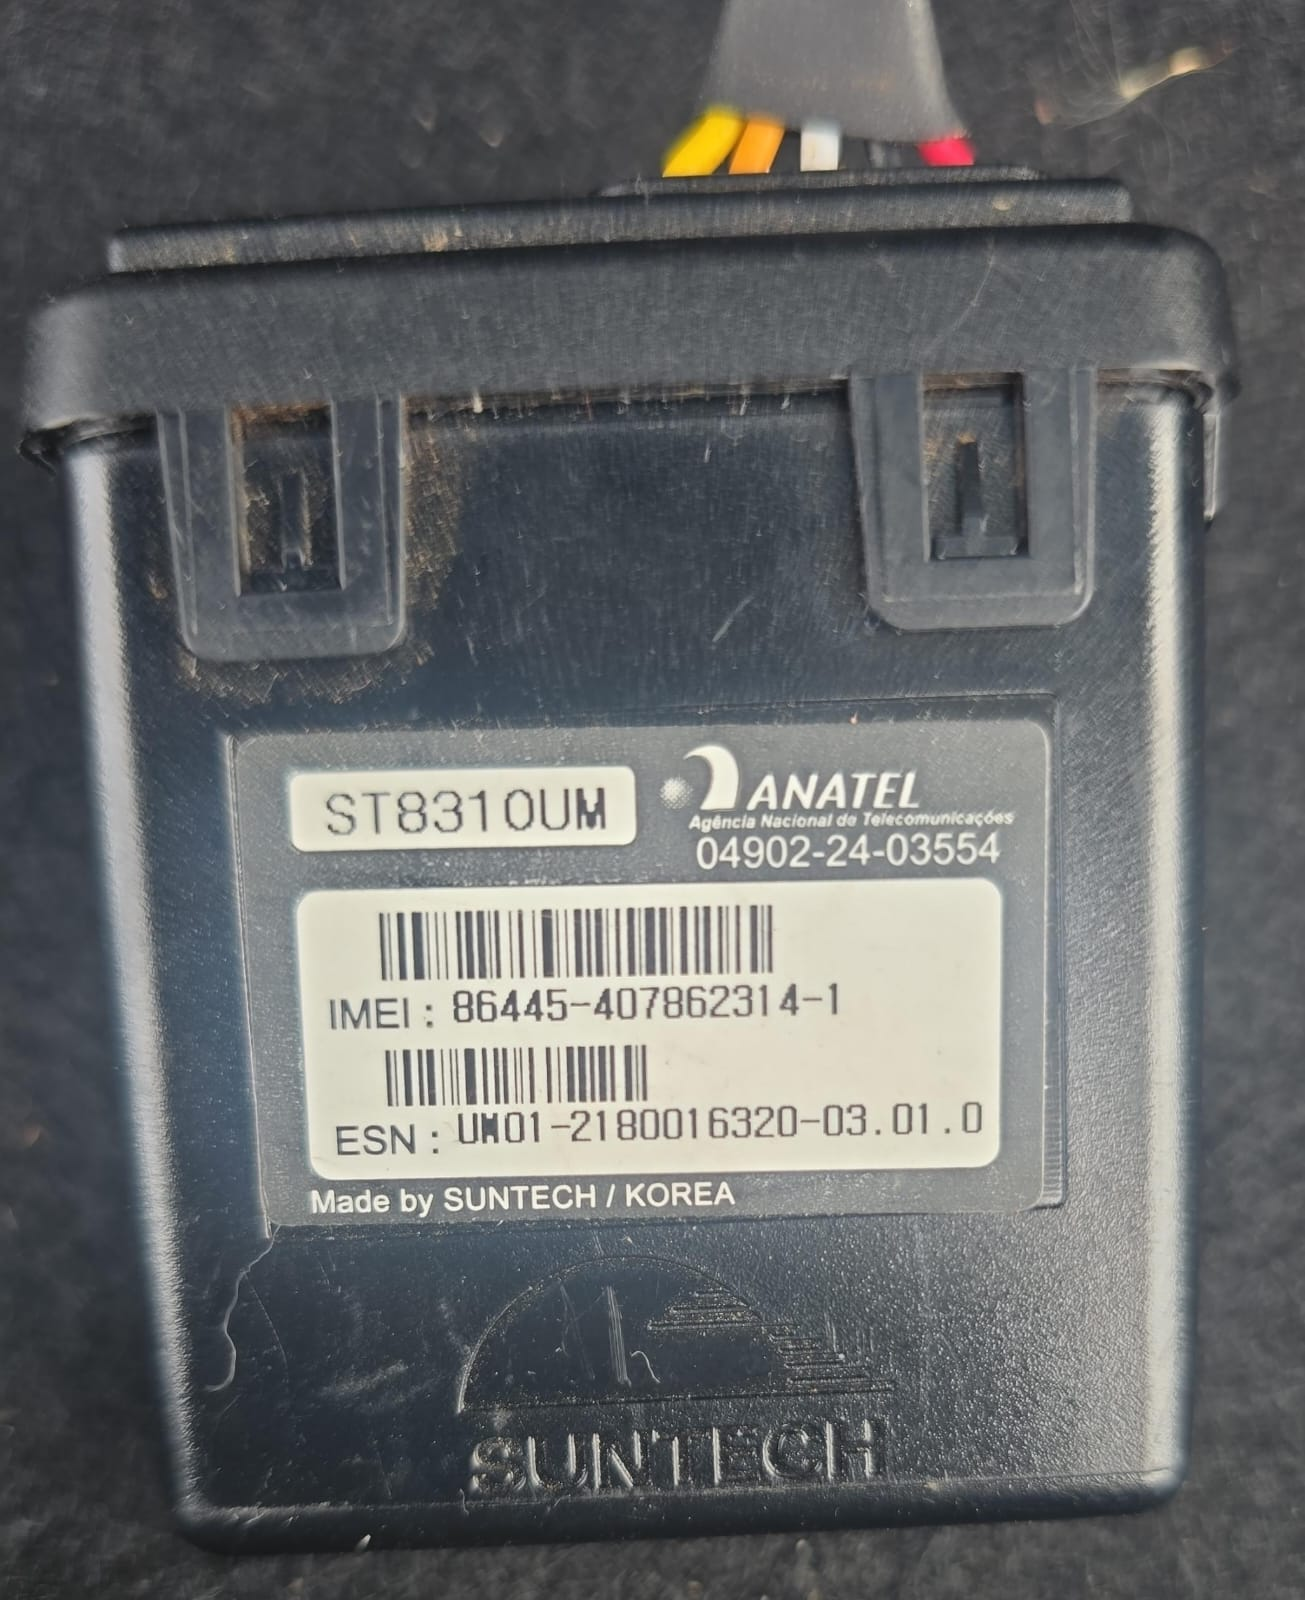 ST8310UM
ANATEL
Agência Nacional de Telecomunicações
04902-24-03554
IMEI : 86445-407862314-1
ESN : UM01-2180016320-03.01.0
Made by SUNTECH / KOREA
SUNTECH